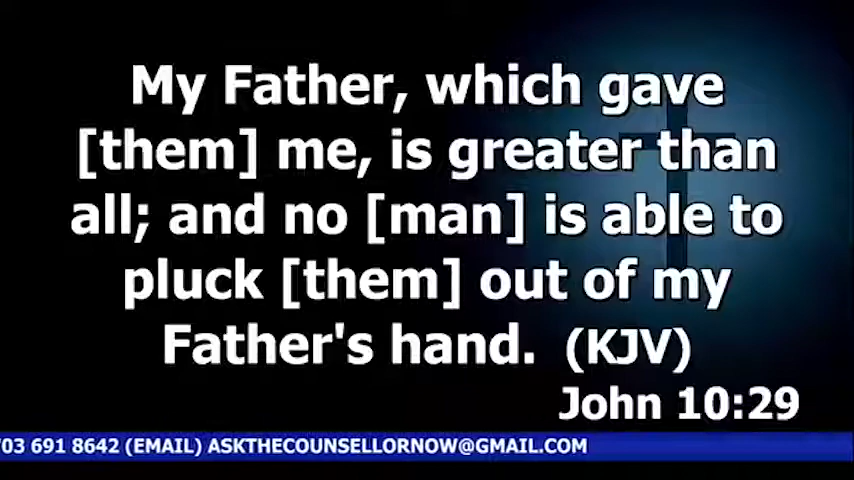 My Father, which gave
[them] me, is greater than
all; and no [man] is able to
pluck [them] out of my
Father's hand. (KJV)
John 10:29
03 691 8642 (EMAIL) ASKTHECOUNSELLORNOW@GMAIL.COM